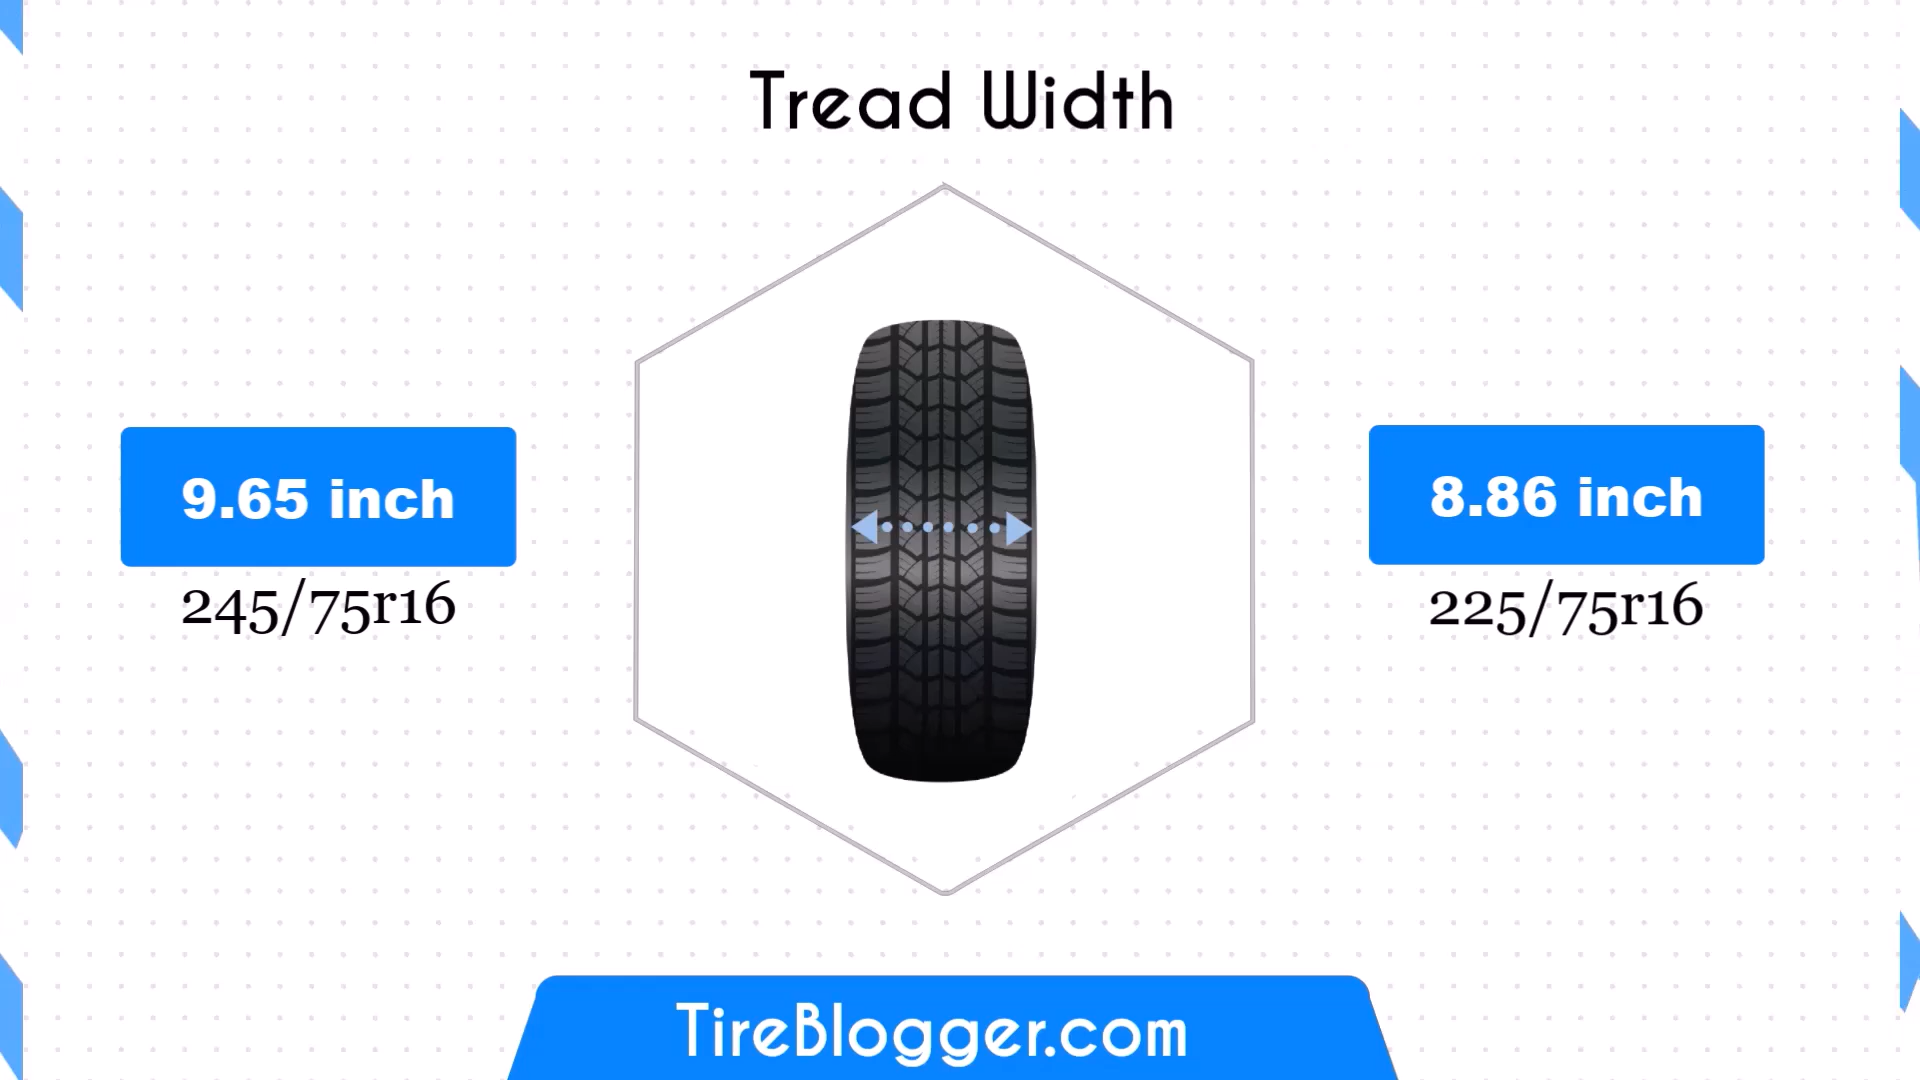 Tread Width
9.65 inch
245/75r16
8.86 inch
225/75r16
TireBlogger.com